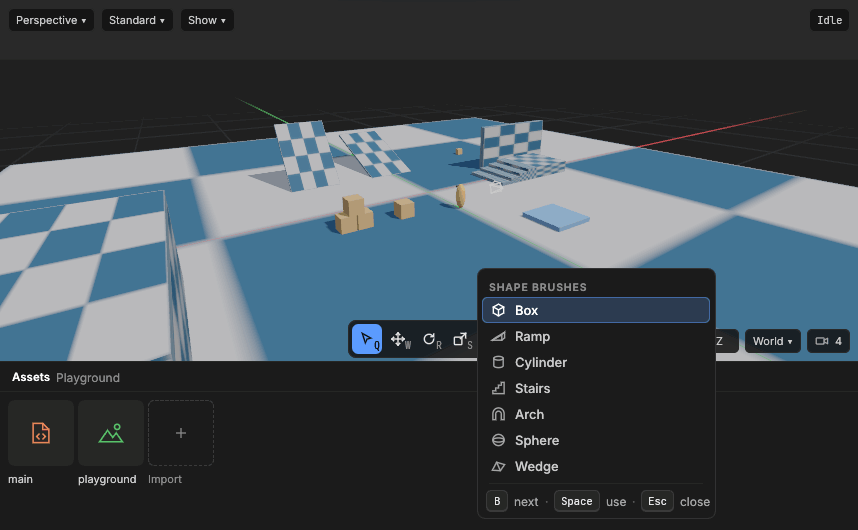 Perspective ▾ Standard ▾ Show ▾ Idle
SHAPE BRUSHES
Box
Ramp
Cylinder
Stairs
Arch
Sphere
Wedge
B next · Space use · Esc close
Q W R S Z World ▾ 4
Assets Playground
main playground Import